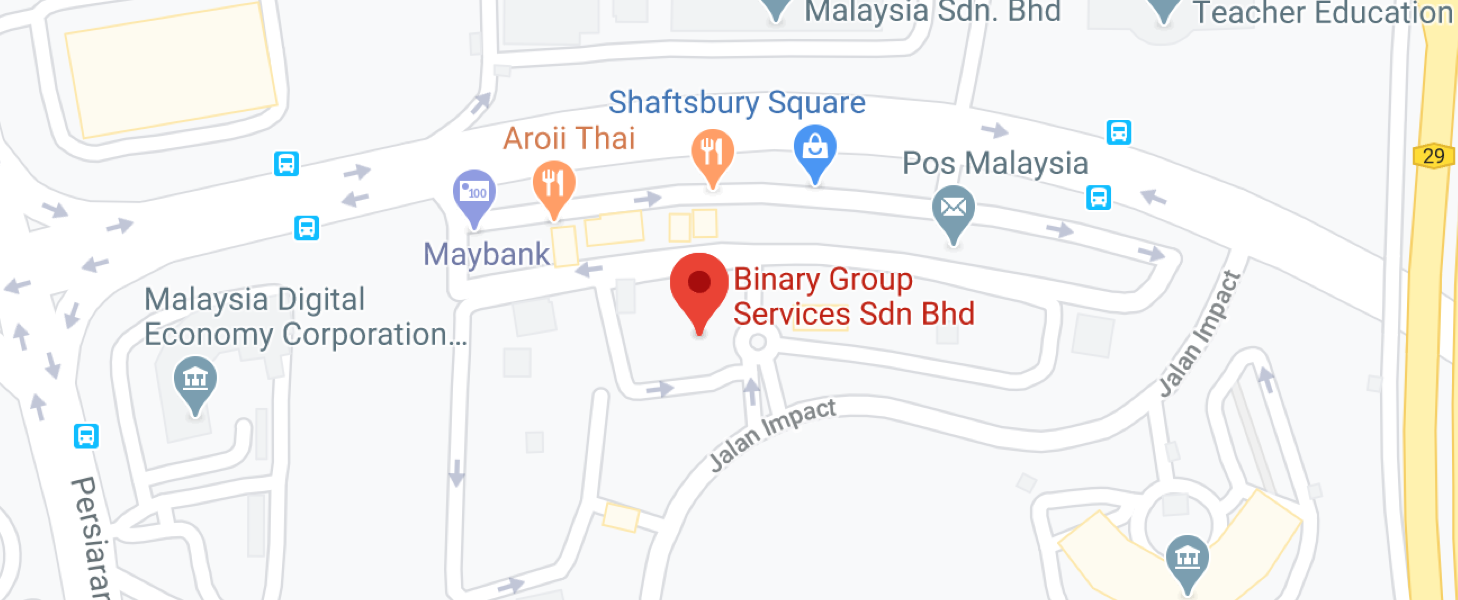 Malaysia Sdn. Bhd
Teacher Education
Shaftsbury Square
Aroii Thai
Pos Malaysia
29
100
Maybank
Binary Group
Services Sdn Bhd
Malaysia Digital
Economy Corporation...
Jalan Impact
Jalan Impact
Persiaran